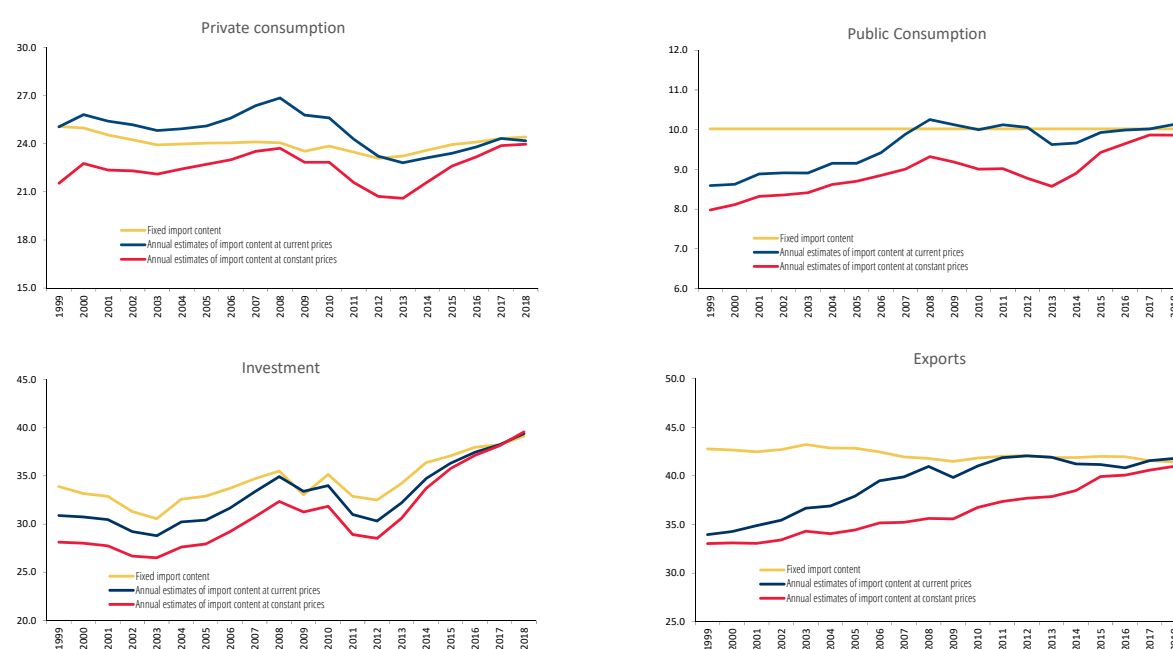 Private consumption
30.0
27.0
24.0
21.0
18.0
15.0
Fixed import content
Annual estimates of import content at current prices
Annual estimates of import content at constant prices
1999 2000 2001 2002 2003 2004 2005 2006 2007 2008 2009 2010 2011 2012 2013 2014 2015 2016 2017 2018
Public Consumption
12.0
11.0
10.0
9.0
8.0
7.0
6.0
Fixed import content
Annual estimates of import content at current prices
Annual estimates of import content at constant prices
1999 2000 2001 2002 2003 2004 2005 2006 2007 2008 2009 2010 2011 2012 2013 2014 2015 2016 2017
Investment
45.0
40.0
35.0
30.0
25.0
20.0
Fixed import content
Annual estimates of import content at current prices
Annual estimates of import content at constant prices
1999 2000 2001 2002 2003 2004 2005 2006 2007 2008 2009 2010 2011 2012 2013 2014 2015 2016 2017 2018
Exports
50.0
45.0
40.0
35.0
30.0
25.0
Fixed import content
Annual estimates of import content at current prices
Annual estimates of import content at constant prices
1999 2000 2001 2002 2003 2004 2005 2006 2007 2008 2009 2010 2011 2012 2013 2014 2015 2016 2017